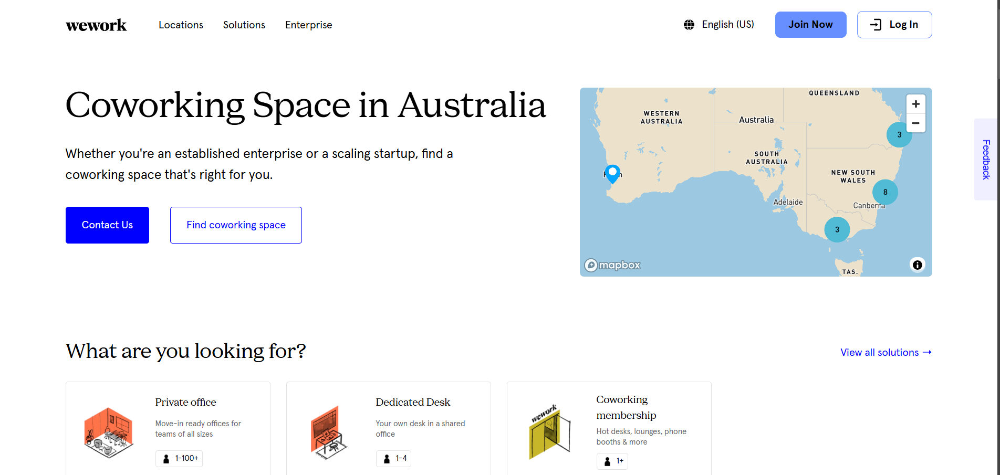 wework
Locations
Solutions
Enterprise
English (US)
Join Now
Log In
Coworking Space in Australia
Whether you're an established enterprise or a scaling startup, find a
coworking space that's right for you.
Contact Us
Find coworking space
QUEENSLAND
WESTERN
AUSTRALIA
Australia
3
SOUTH
AUSTRALIA
NEW SOUTH
WALES
8
Adelaide
Canberra
3
mapbox
TAS.
Feedback
What are you looking for?
View all solutions →
Private office
Move-in ready offices for
teams of all sizes
1-100+
Dedicated Desk
Your own desk in a shared
office
1-4
wework
Coworking
membership
Hot desks, lounges, phone
booths & more
1+